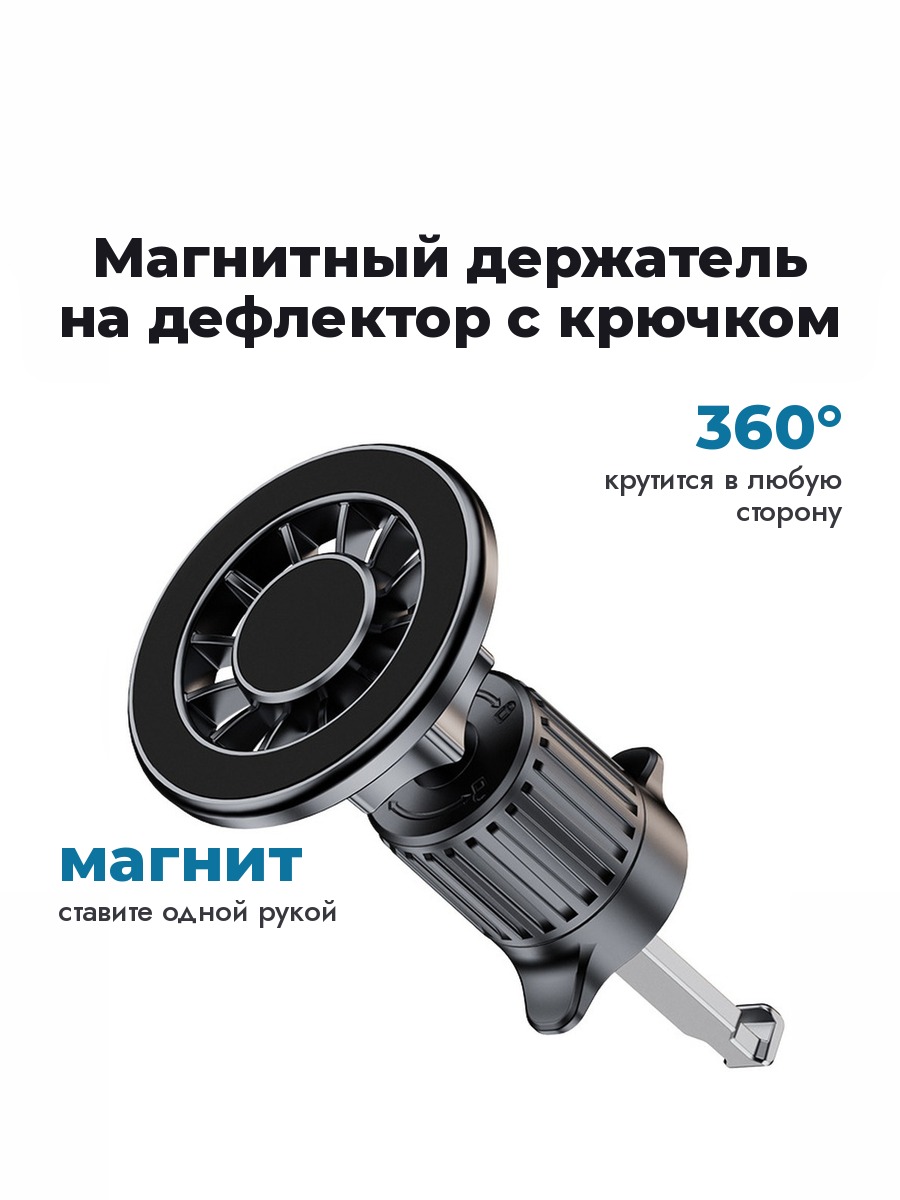 Магнитный держатель
на дефлектор с крючком
360°
крутится в любую
сторону
магнит
ставите одной рукой